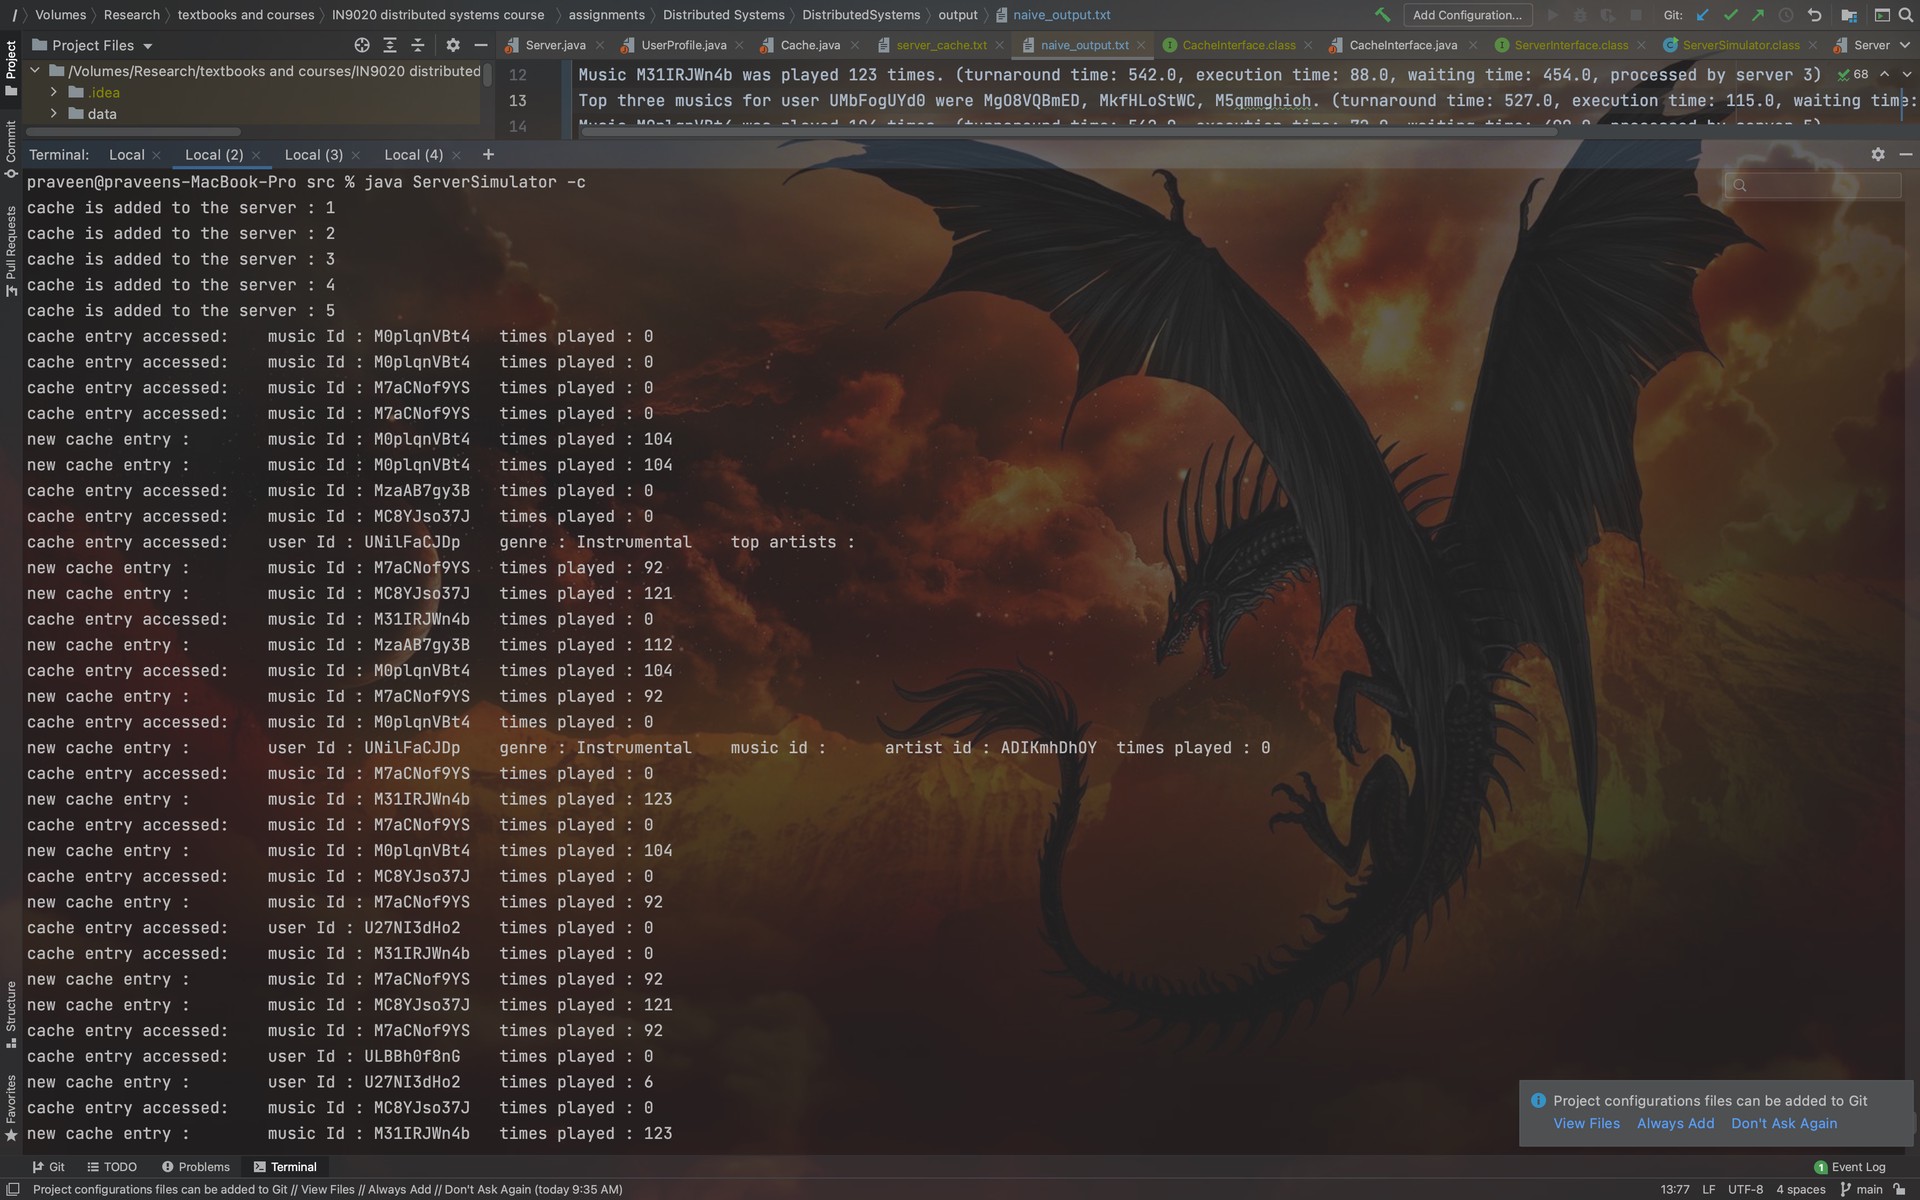 / Volumes Research textbooks and courses IN9020 distributed systems course assignments Distributed Systems DistributedSystems output naive_output.txt Add Configuration... Git:
Project Files Server.java UserProfile.java Cache.java server_cache.txt naive_output.txt CacheInterface.class CacheInterface.java ServerInterface.class ServerSimulator.class Server
/Volumes/Research/textbooks and courses/IN9020 distributed
.idea
data
12 Music M31IRJWn4b was played 123 times. (turnaround time: 542.0, execution time: 88.0, waiting time: 454.0, processed by server 3) 68
13 Top three musics for user UMbFogUYd0 were MgO8VQBmED, MkfHLoStWC, M5gmmghioh. (turnaround time: 527.0, execution time: 115.0, waiting time:
14
Terminal: Local Local (2) Local (3) Local (4) +
praveen@praveens-MacBook-Pro src % java ServerSimulator -c
cache is added to the server : 1
cache is added to the server : 2
cache is added to the server : 3
cache is added to the server : 4
cache is added to the server : 5
cache entry accessed: music Id : M0plqnVBt4 times played : 0
cache entry accessed: music Id : M0plqnVBt4 times played : 0
cache entry accessed: music Id : M7aCNof9YS times played : 0
cache entry accessed: music Id : M7aCNof9YS times played : 0
new cache entry : music Id : M0plqnVBt4 times played : 104
new cache entry : music Id : M0plqnVBt4 times played : 104
cache entry accessed: music Id : MzaAB7gy3B times played : 0
cache entry accessed: music Id : MC8YJso37J times played : 0
cache entry accessed: user Id : UNilFaCJDp genre : Instrumental top artists :
new cache entry : music Id : M7aCNof9YS times played : 92
new cache entry : music Id : MC8YJso37J times played : 121
cache entry accessed: music Id : M31IRJWn4b times played : 0
new cache entry : music Id : MzaAB7gy3B times played : 112
cache entry accessed: music Id : M0plqnVBt4 times played : 104
new cache entry : music Id : M7aCNof9YS times played : 92
cache entry accessed: music Id : M0plqnVBt4 times played : 0
new cache entry : user Id : UNilFaCJDp genre : Instrumental music id : artist id : ADIKmhDhOY times played : 0
cache entry accessed: music Id : M7aCNof9YS times played : 0
new cache entry : music Id : M31IRJWn4b times played : 123
cache entry accessed: music Id : M7aCNof9YS times played : 0
new cache entry : music Id : M0plqnVBt4 times played : 104
cache entry accessed: music Id : MC8YJso37J times played : 0
new cache entry : music Id : M7aCNof9YS times played : 92
cache entry accessed: user Id : U27NI3dHo2 times played : 0
cache entry accessed: music Id : M31IRJWn4b times played : 0
new cache entry : music Id : M7aCNof9YS times played : 92
new cache entry : music Id : MC8YJso37J times played : 121
cache entry accessed: music Id : M7aCNof9YS times played : 92
cache entry accessed: user Id : ULBBh0f8nG times played : 0
new cache entry : user Id : U27NI3dHo2 times played : 6
cache entry accessed: music Id : MC8YJso37J times played : 0
new cache entry : music Id : M31IRJWn4b times played : 123
Project
Commit
Pull Requests
Structure
Favorites
Project configurations files can be added to Git
View Files Always Add Don't Ask Again
Git TODO Problems Terminal 1 Event Log
Project configurations files can be added to Git // View Files // Always Add // Don't Ask Again (today 9:35 AM) 13:77 LF UTF-8 4 spaces main